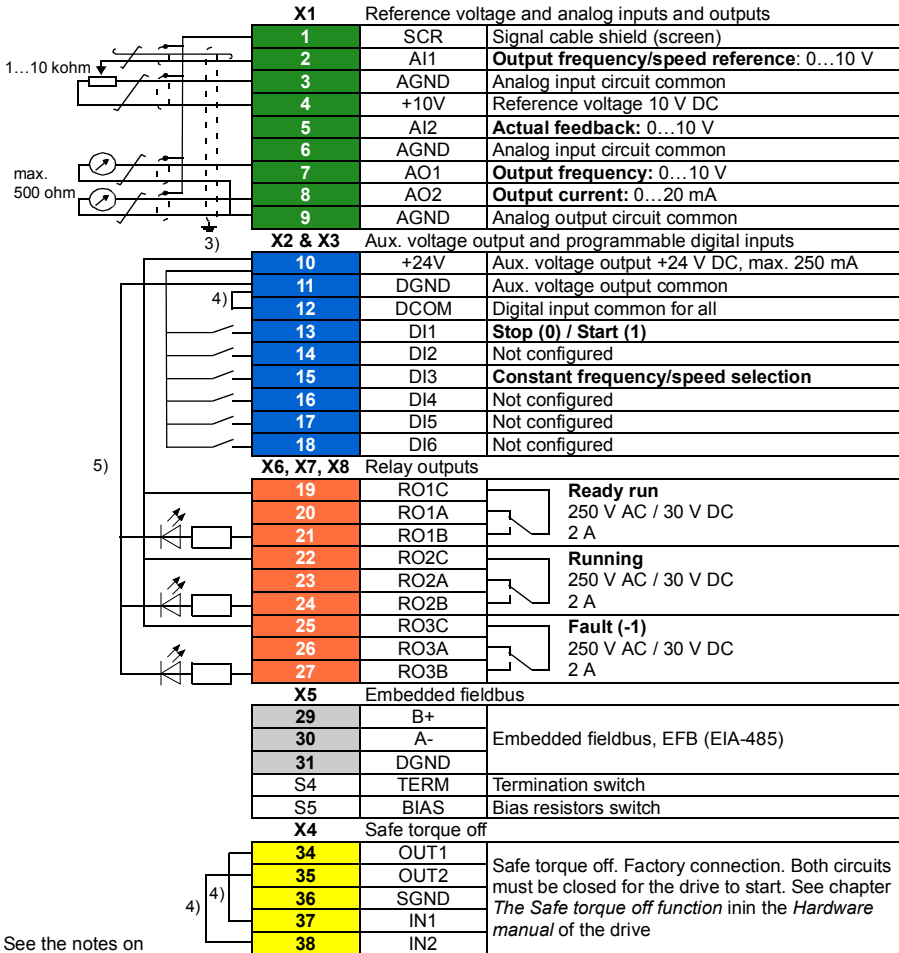 X1 Reference voltage and analog inputs and outputs
1 SCR Signal cable shield (screen)
1…10 kohm 2 AI1 Output frequency/speed reference: 0…10 V
3 AGND Analog input circuit common
4 +10V Reference voltage 10 V DC
5 AI2 Actual feedback: 0…10 V
6 AGND Analog input circuit common
max. 7 AO1 Output frequency: 0…10 V
500 ohm 8 AO2 Output current: 0…20 mA
9 AGND Analog output circuit common
3) X2 & X3 Aux. voltage output and programmable digital inputs
10 +24V Aux. voltage output +24 V DC, max. 250 mA
11 DGND Aux. voltage output common
4) 12 DCOM Digital input common for all
13 DI1 Stop (0) / Start (1)
14 DI2 Not configured
15 DI3 Constant frequency/speed selection
16 DI4 Not configured
17 DI5 Not configured
18 DI6 Not configured
5) X6, X7, X8 Relay outputs
19 RO1C Ready run
20 RO1A 250 V AC / 30 V DC
21 RO1B 2 A
22 RO2C Running
23 RO2A 250 V AC / 30 V DC
24 RO2B 2 A
25 RO3C Fault (-1)
26 RO3A 250 V AC / 30 V DC
27 RO3B 2 A
X5 Embedded fieldbus
29 B+
30 A- Embedded fieldbus, EFB (EIA-485)
31 DGND
S4 TERM Termination switch
S5 BIAS Bias resistors switch
X4 Safe torque off
34 OUT1 Safe torque off. Factory connection. Both circuits
35 OUT2 must be closed for the drive to start. See chapter
4) 4) 36 SGND The Safe torque off function inin the Hardware
37 IN1 manual of the drive
See the notes on 38 IN2